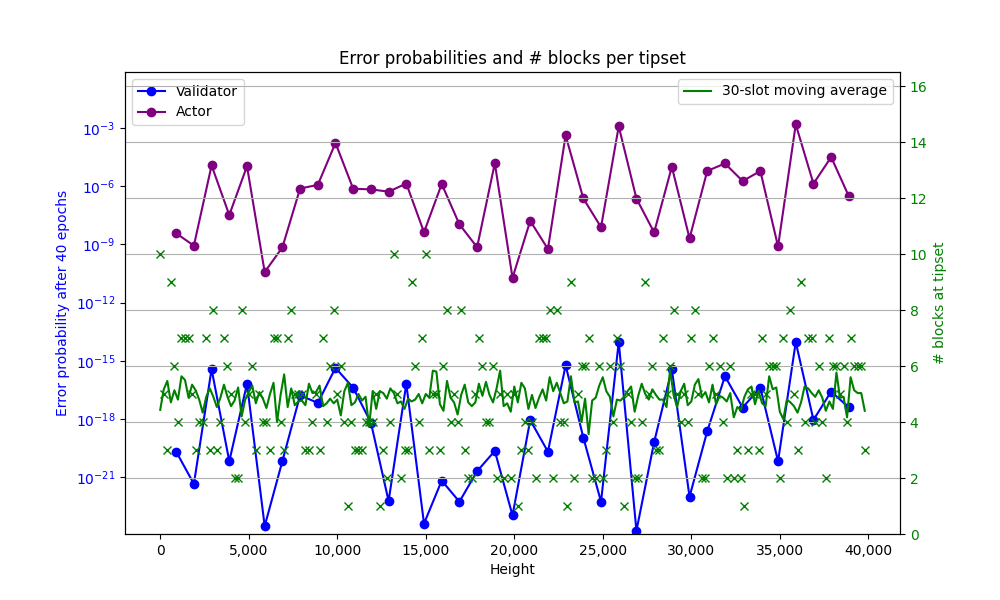 Error probabilities and # blocks per tipset
Validator
Actor
30-slot moving average
Error probability after 40 epochs
10⁻³
10⁻⁶
10⁻⁹
10⁻¹²
10⁻¹⁵
10⁻¹⁸
10⁻²¹
16
14
12
10
8
6
4
2
0
# blocks at tipset
0 5,000 10,000 15,000 20,000 25,000 30,000 35,000 40,000
Height